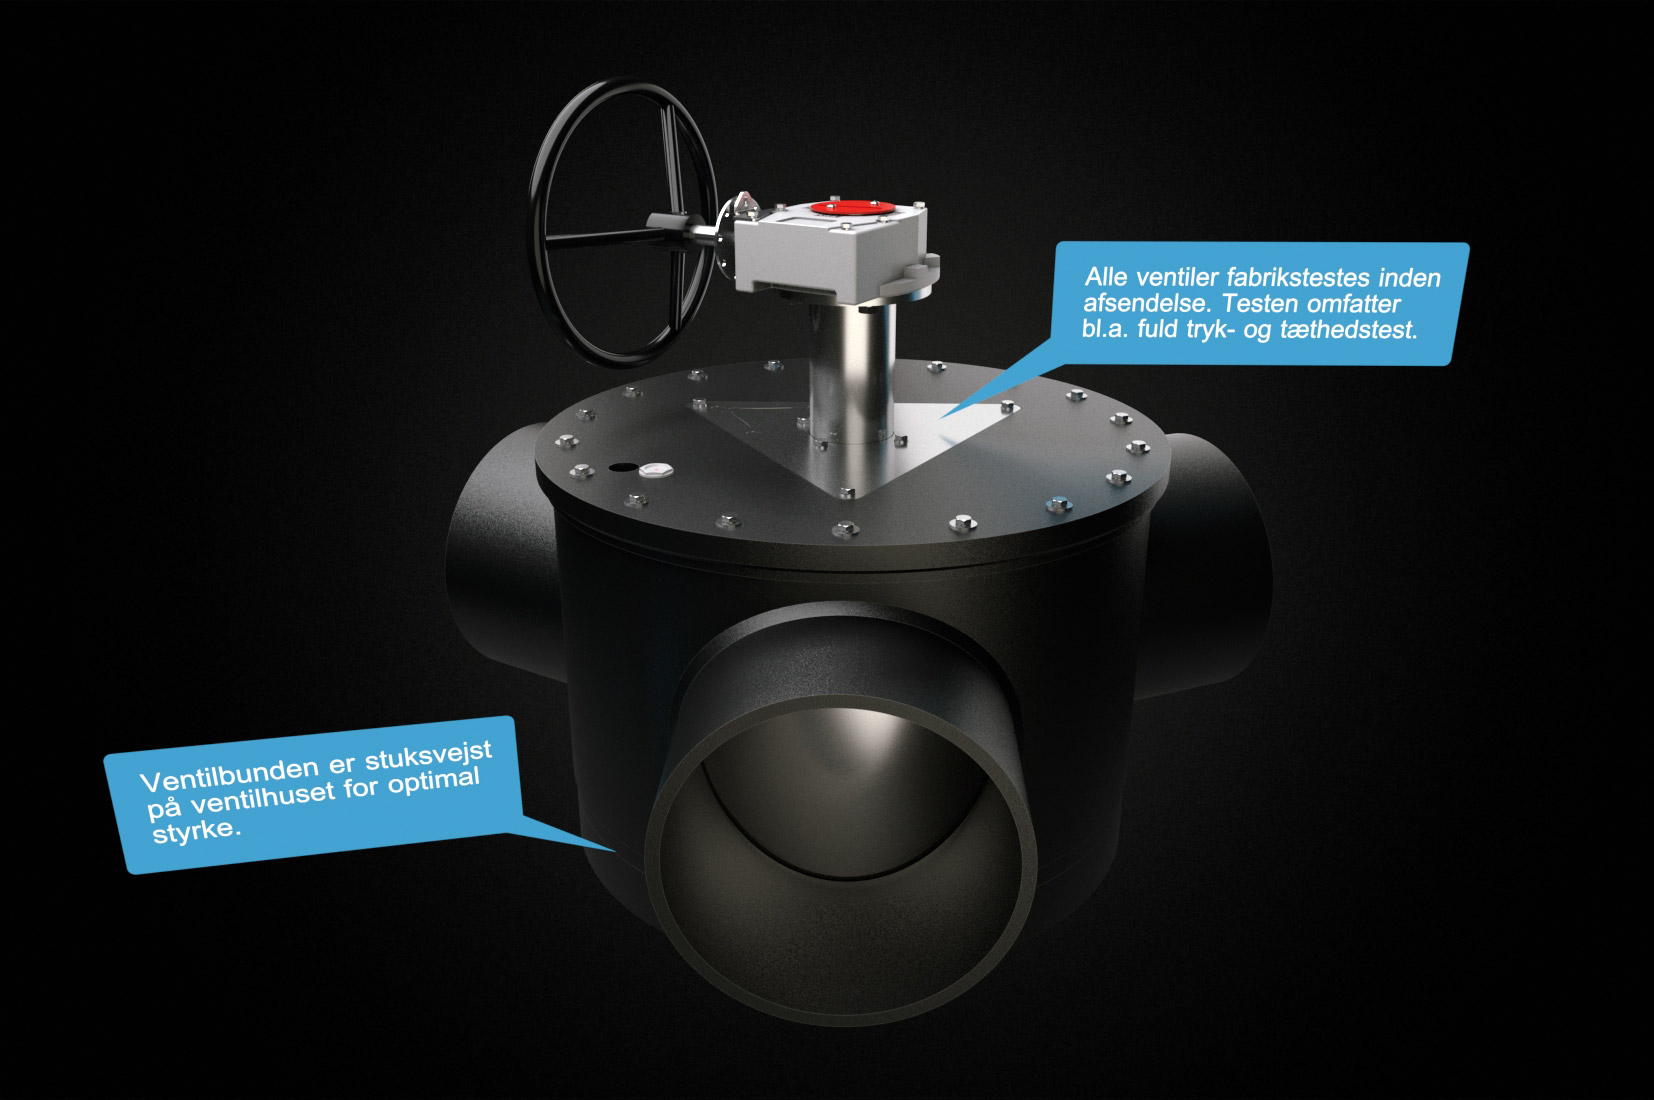 Alle ventiler fabrikstestes inden
afsendelse. Testen omfatter
bl.a. fuld tryk- og tæthedstest.
Ventilbunden er stuksvejst
på ventilhuset for optimal
styrke.